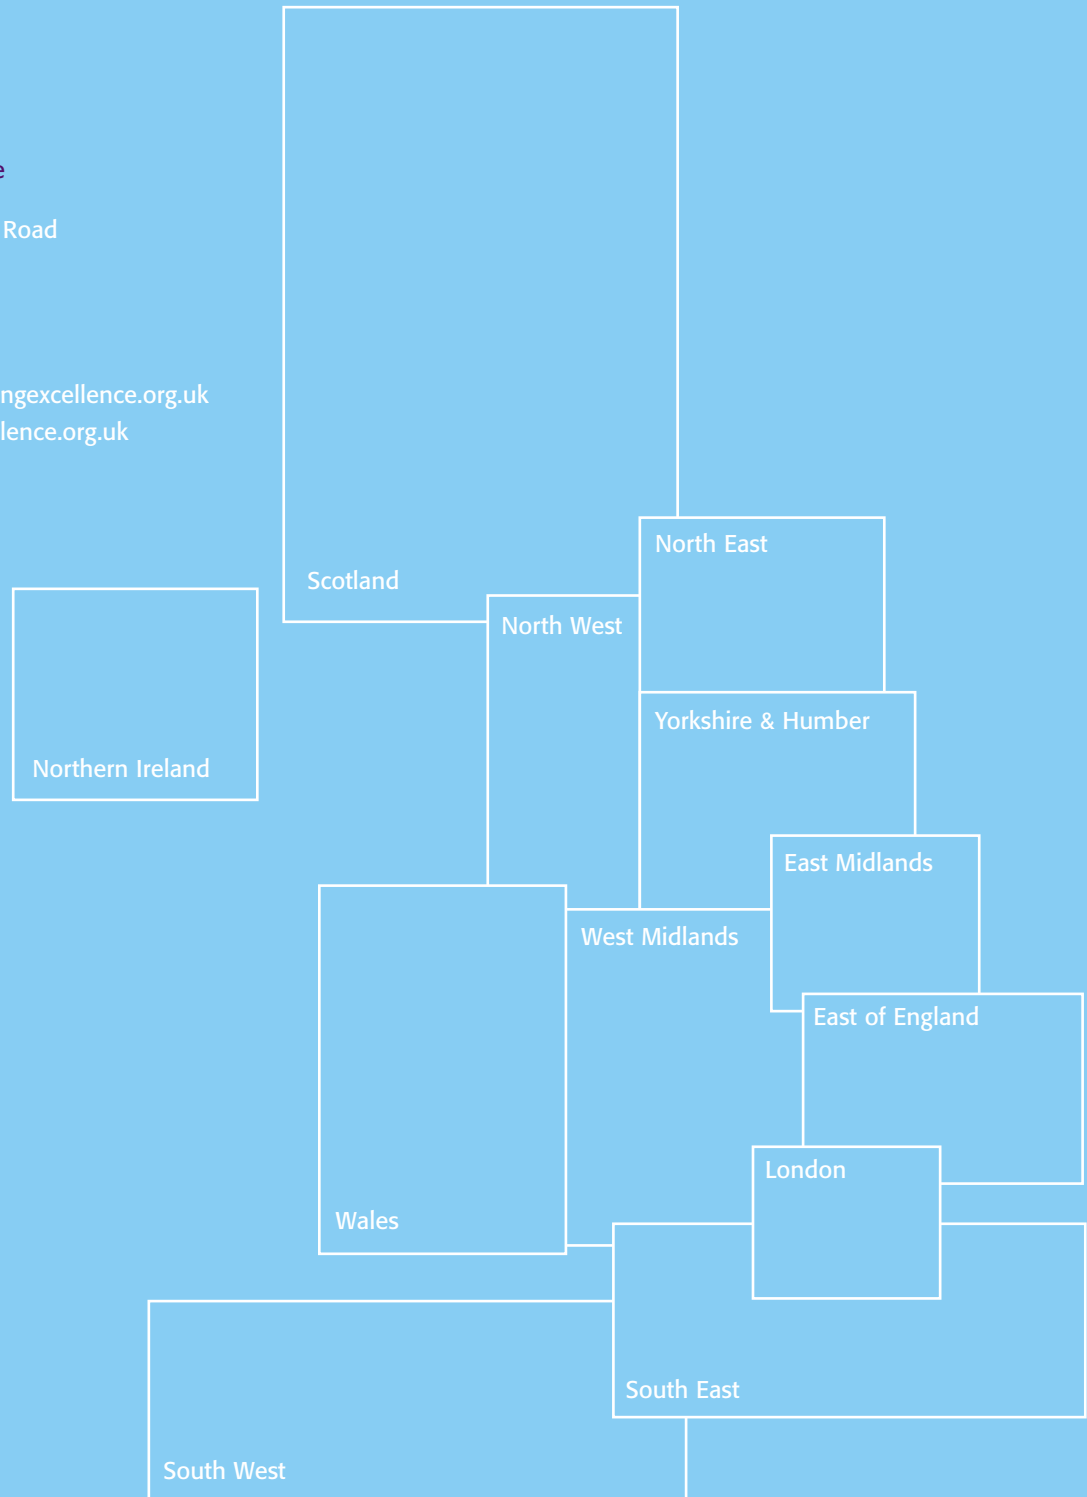 e
Road
ngexcellence.org.uk
lence.org.uk
North East
Scotland
North West
Yorkshire & Humber
Northern Ireland
East Midlands
West Midlands
East of England
London
Wales
South East
South West